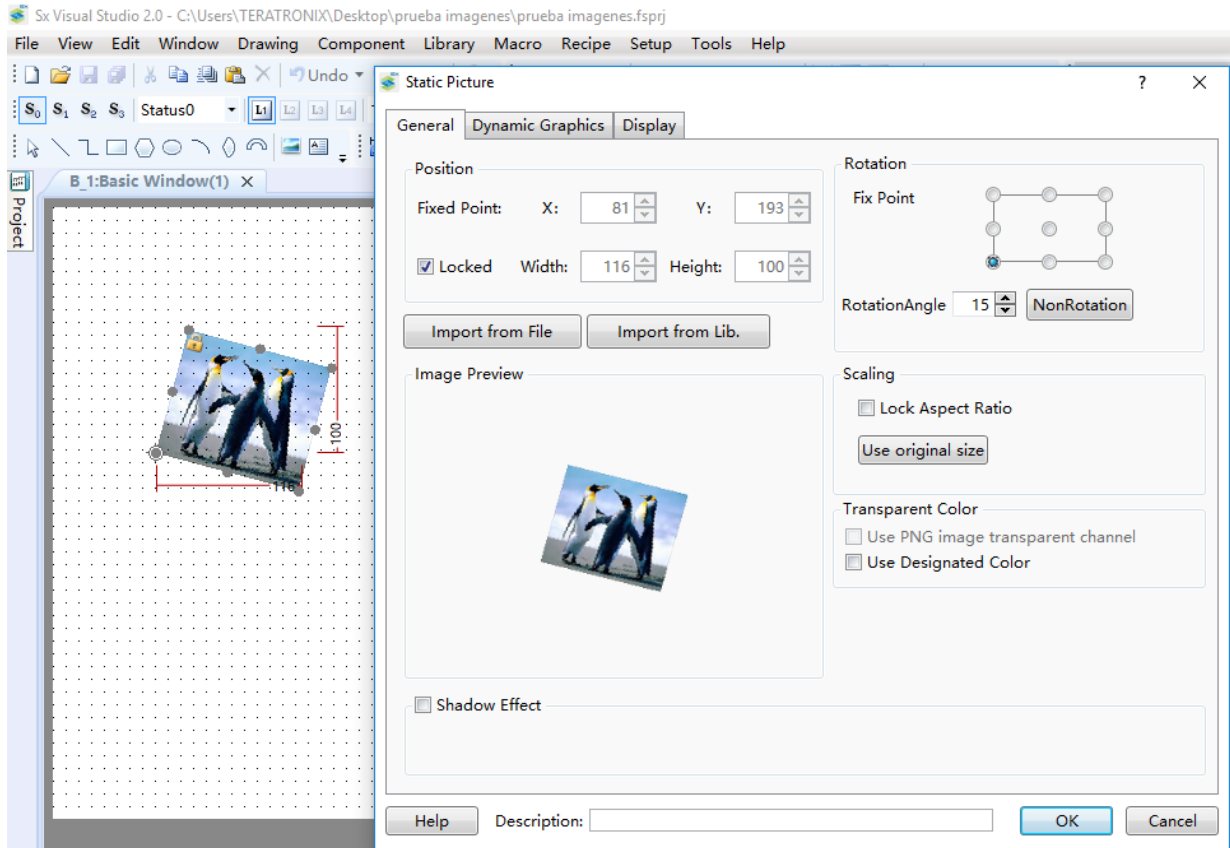 Sx Visual Studio 2.0 - C:\Users\TERATRONIX\Desktop\prueba imagenes\prueba imagenes.fsprj
File View Edit Window Drawing Component Library Macro Recipe Setup Tools Help
Undo
S0 S1 S2 S3 Status0 L1 L2 L3 L4
B_1:Basic Window(1)
Project
100
116
Static Picture
General Dynamic Graphics Display
Position
Fixed Point: X: 81 Y: 193
Locked Width: 116 Height: 100
Import from File Import from Lib.
Image Preview
Shadow Effect
Rotation
Fix Point
RotationAngle 15 NonRotation
Scaling
Lock Aspect Ratio
Use original size
Transparent Color
Use PNG image transparent channel
Use Designated Color
Help Description: OK Cancel